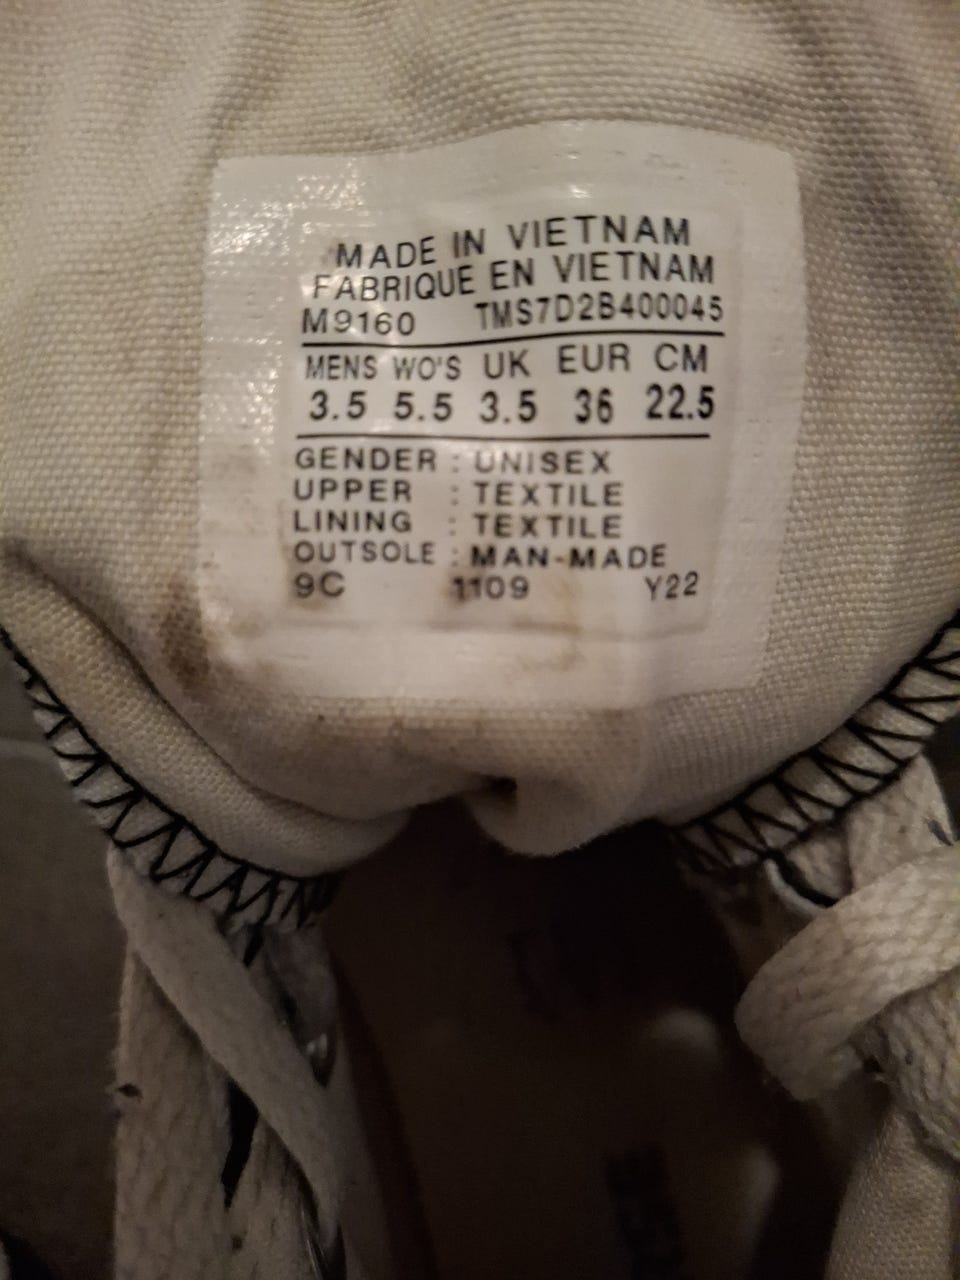 MADE IN VIETNAM
FABRIQUE EN VIETNAM
M9160 TMS7D2B400045
MENS WO'S UK EUR CM
3.5 5.5 3.5 36 22.5
GENDER : UNISEX
UPPER : TEXTILE
LINING : TEXTILE
OUTSOLE : MAN-MADE
9C 1109 Y22